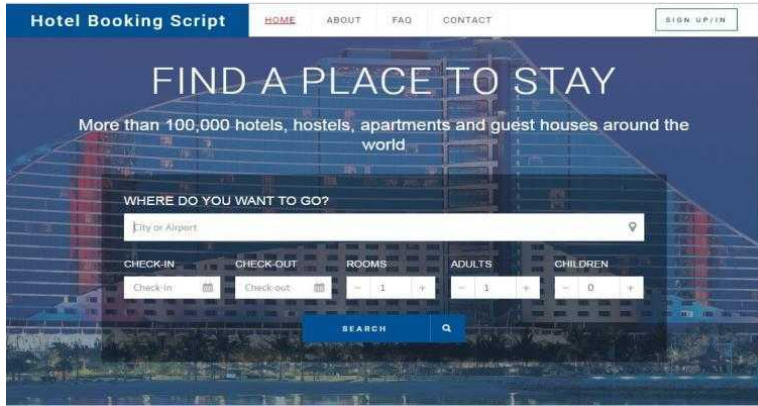 Hotel Booking Script HOME ABOUT FAQ CONTACT SIGN UP/IN
FIND A PLACE TO STAY
More than 100,000 hotels, hostels, apartments and guest houses around the
world
WHERE DO YOU WANT TO GO?
City or Airport
CHECK-IN CHECK-OUT ROOMS ADULTS CHILDREN
Check-in Check-out - 1 + - 1 + - 0 +
SEARCH